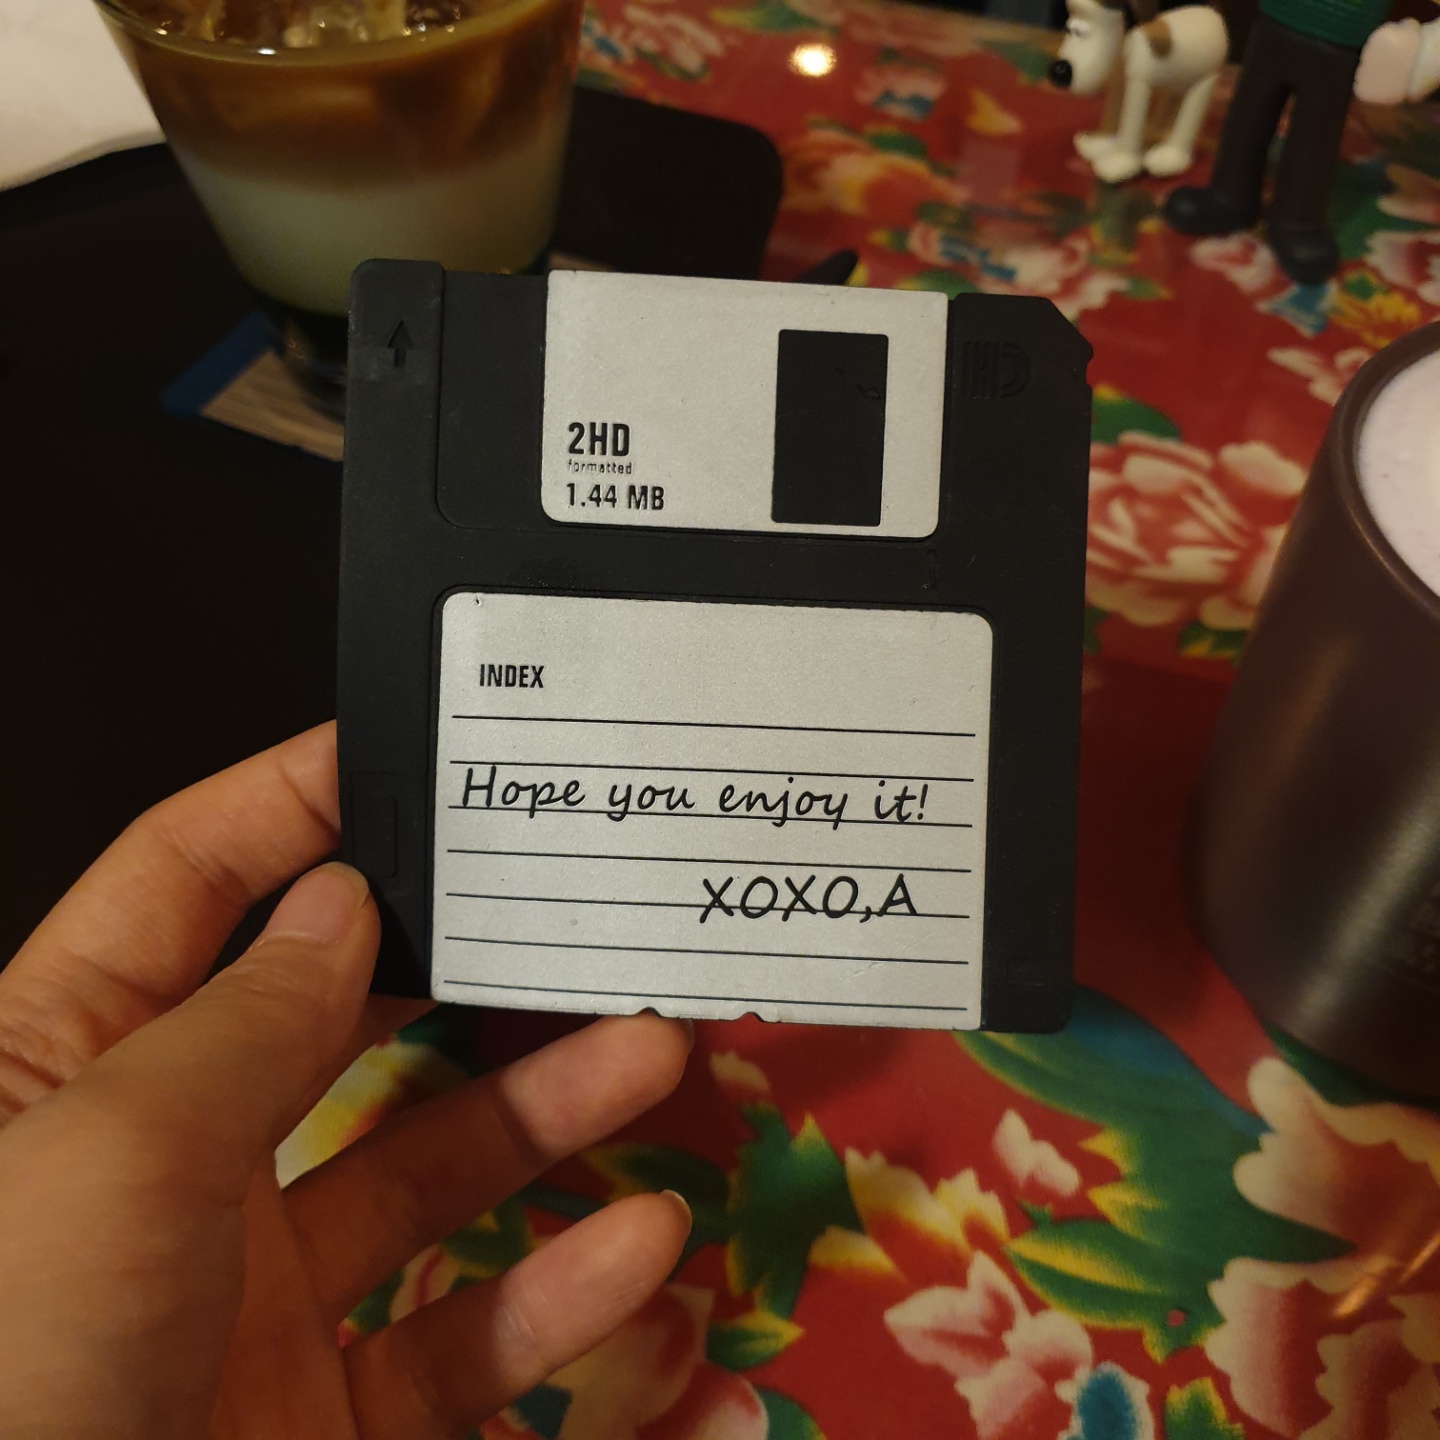 2HD
formatted
1.44 MB
INDEX
Hope you enjoy it!
XOXO,A